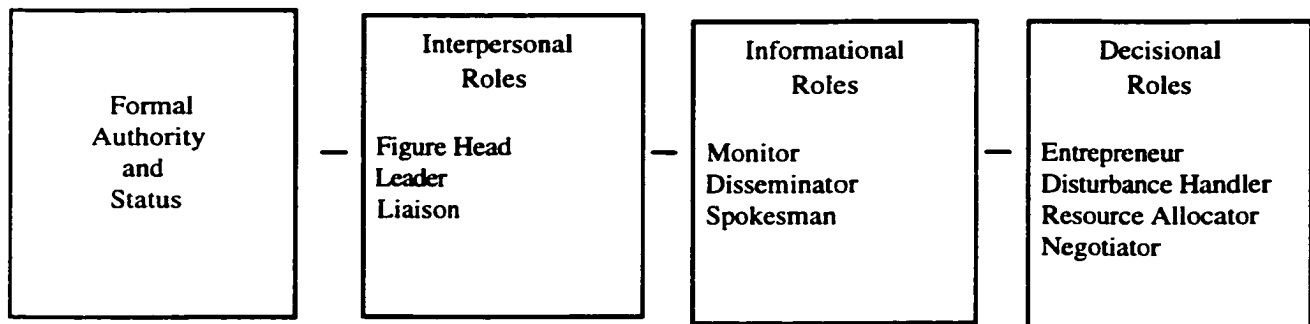 Formal
Authority
and
Status
Interpersonal
Roles
Figure Head
Leader
Liaison
Informational
Roles
Monitor
Disseminator
Spokesman
Decisional
Roles
Entrepreneur
Disturbance Handler
Resource Allocator
Negotiator